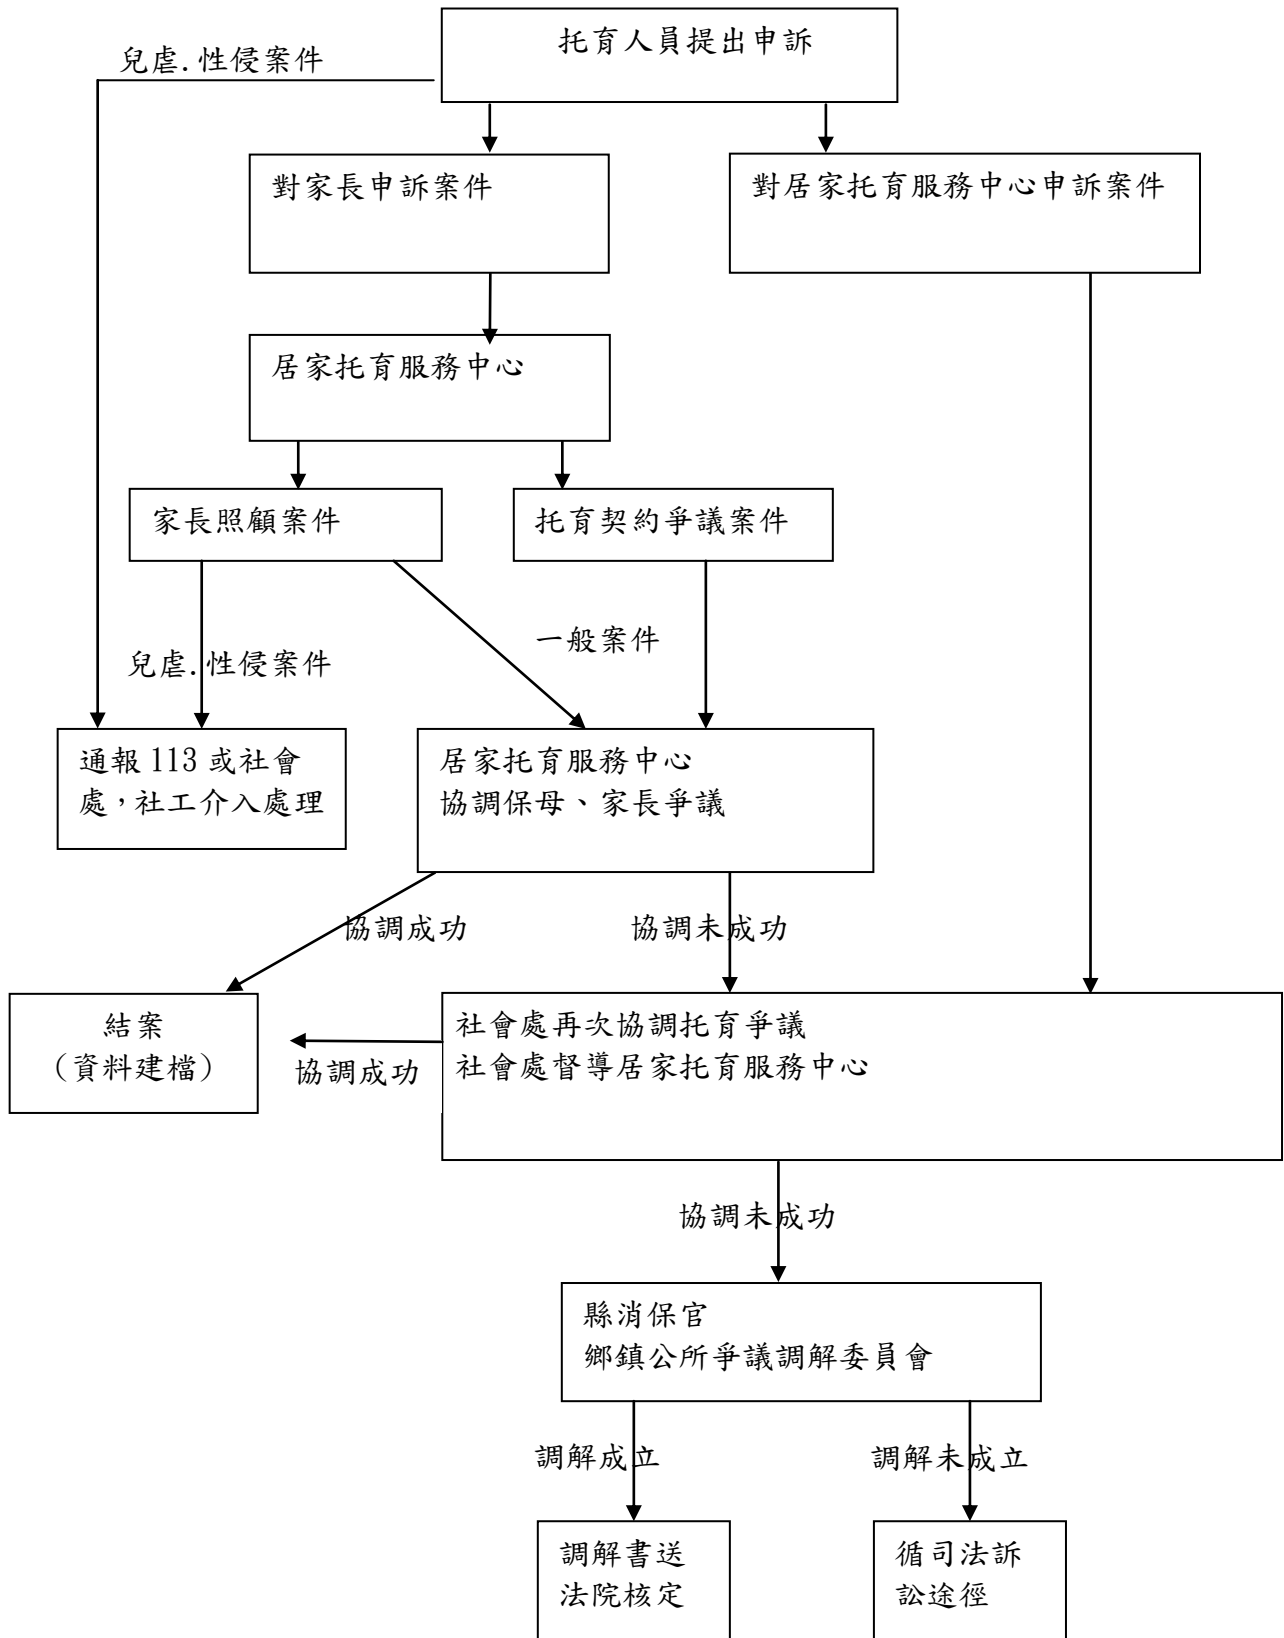 托育人員提出申訴
兒虐.性侵案件
對家長申訴案件
對居家托育服務中心申訴案件
居家托育服務中心
家長照顧案件
托育契約爭議案件
一般案件
兒虐.性侵案件
通報 113 或社會
處，社工介入處理
居家托育服務中心
協調保母、家長爭議
協調成功
協調未成功
結案
（資料建檔）
協調成功
社會處再次協調托育爭議
社會處督導居家托育服務中心
協調未成功
縣消保官
鄉鎮公所爭議調解委員會
調解成立
調解未成立
調解書送
法院核定
循司法訴
訟途徑